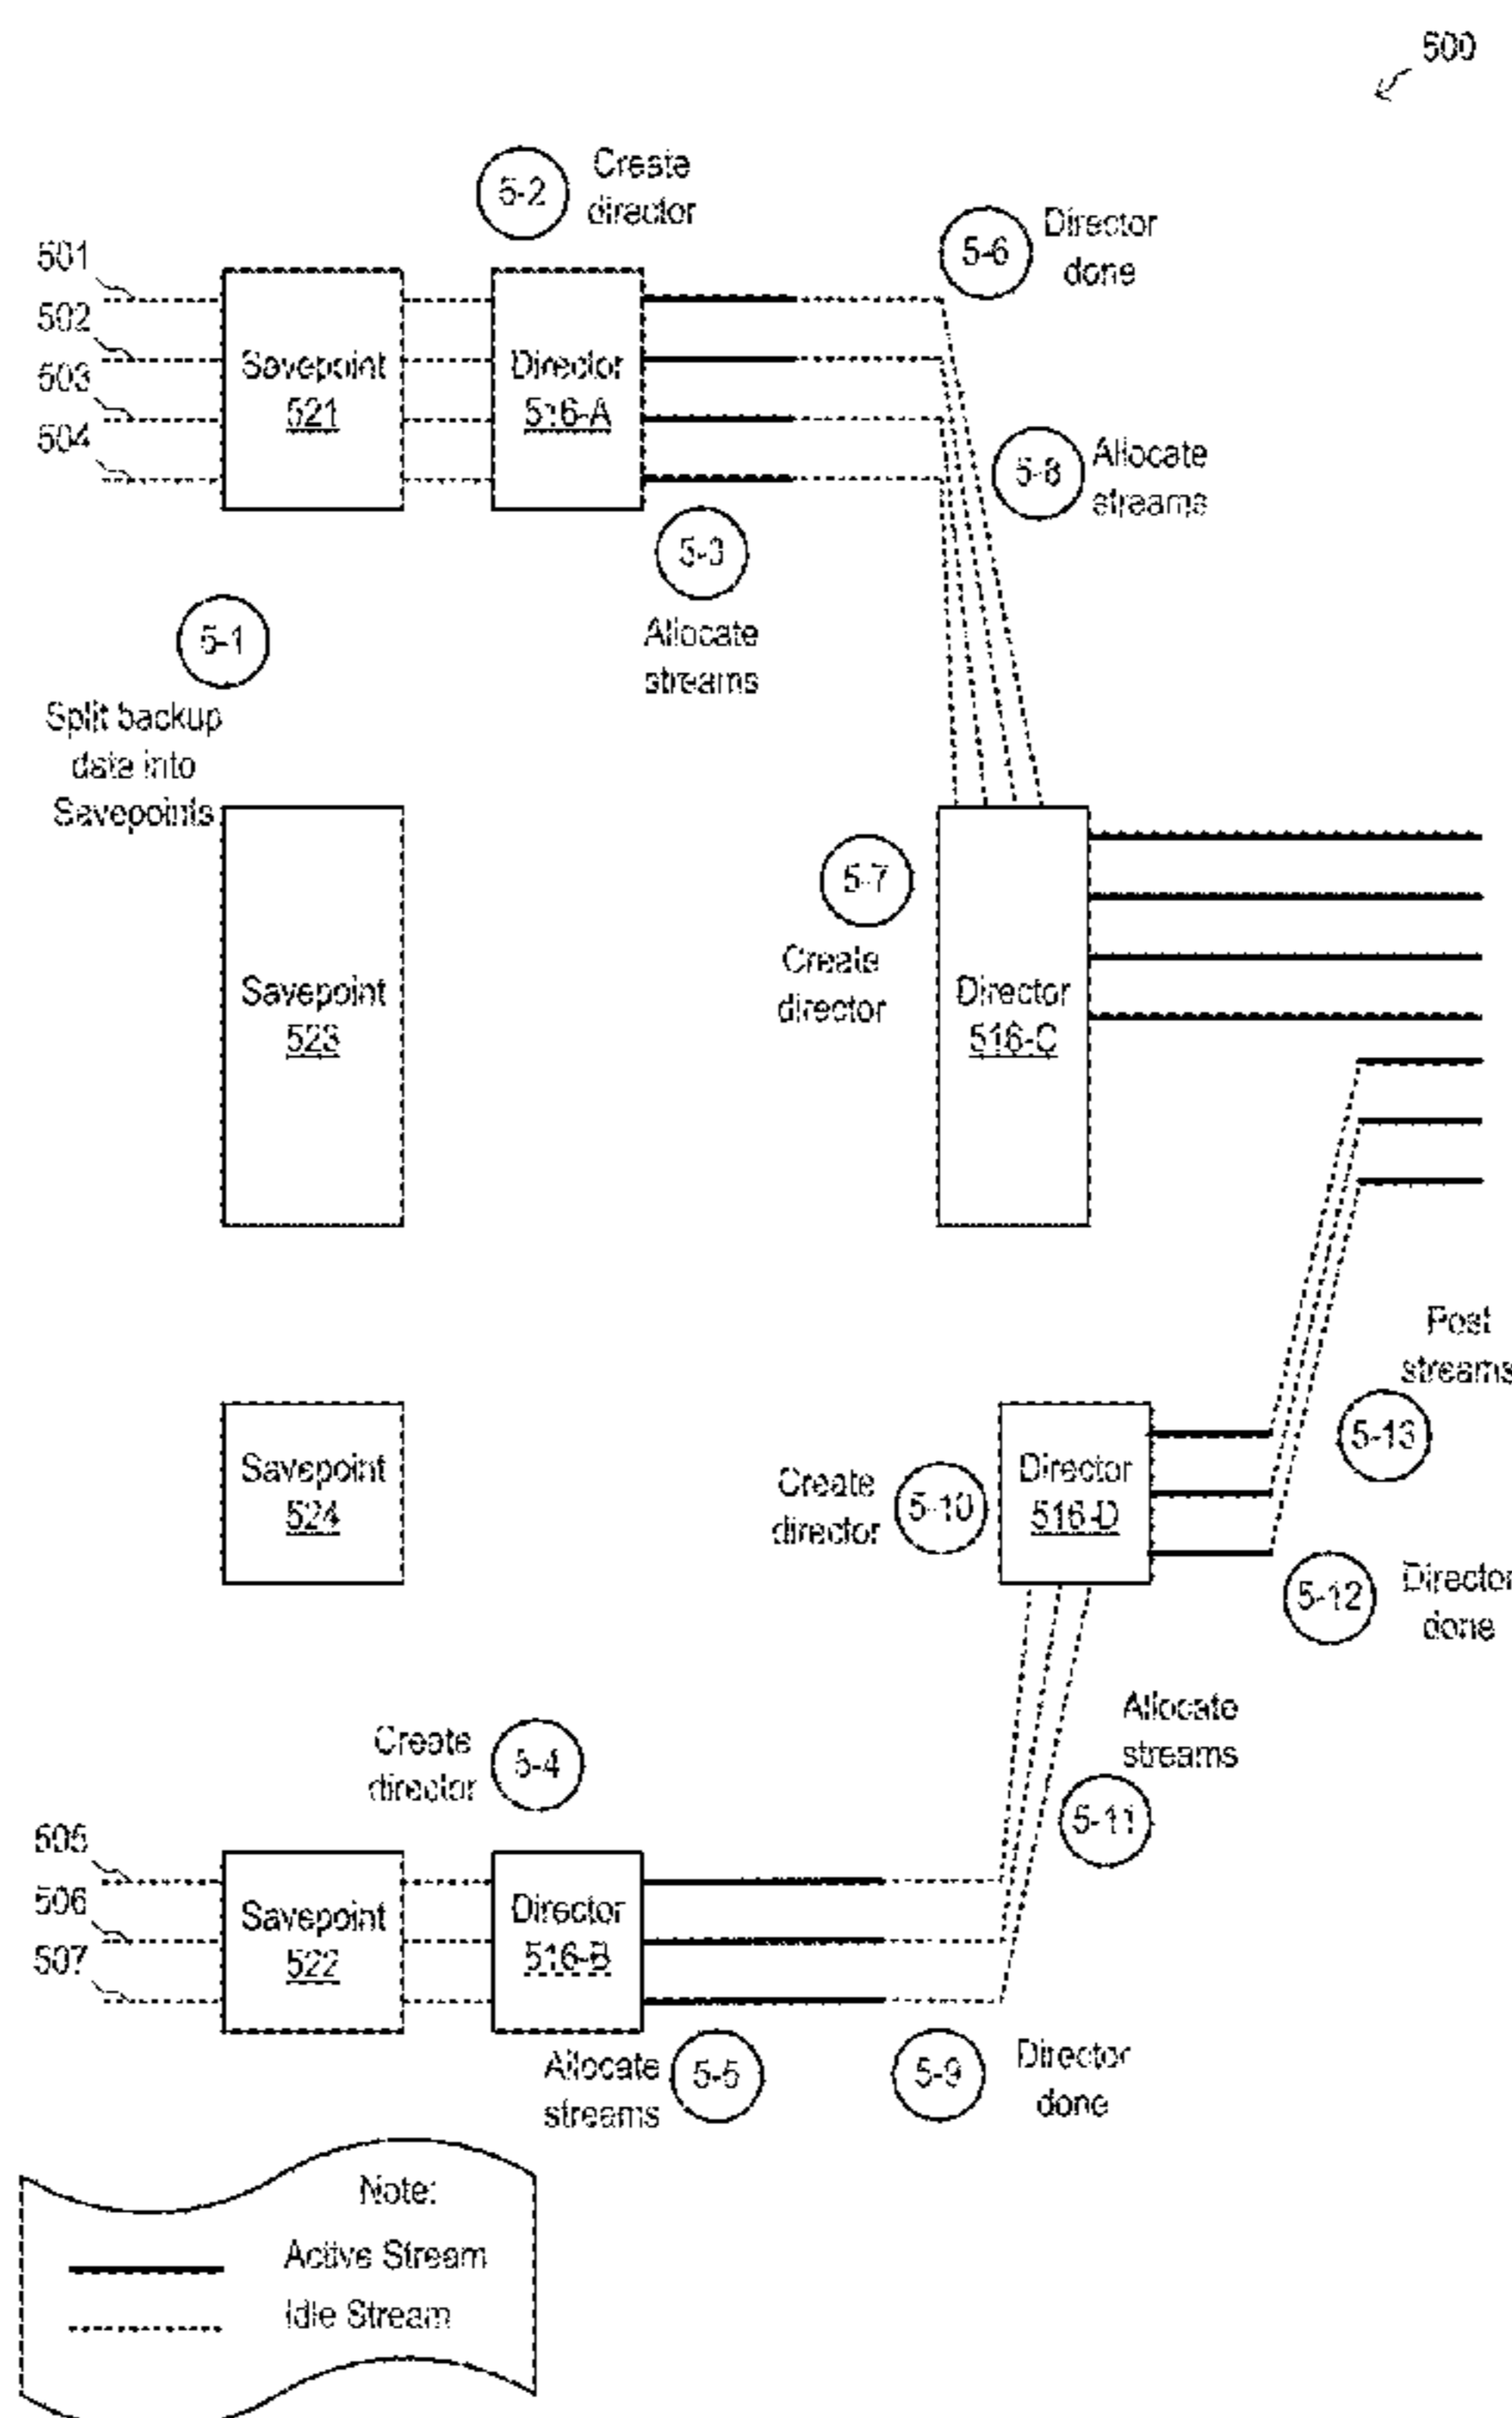 500
5-2
Create
director
5-6
Director
done
501
502
503
504
Savepoint
521
Director
516-A
5-8
Allocate
streams
5-3
Allocate
streams
5-1
Split backup
data into
Savepoints
5-7
Create
director
Savepoint
523
Director
516-C
Post
streams
5-13
Savepoint
524
Create
director
5-10
Director
516-D
5-12
Director
done
Allocate
streams
5-11
Create
director
5-4
505
506
507
Savepoint
522
Director
516-B
Allocate
streams
5-5
5-9
Director
done
Note:
Active Stream
Idle Stream